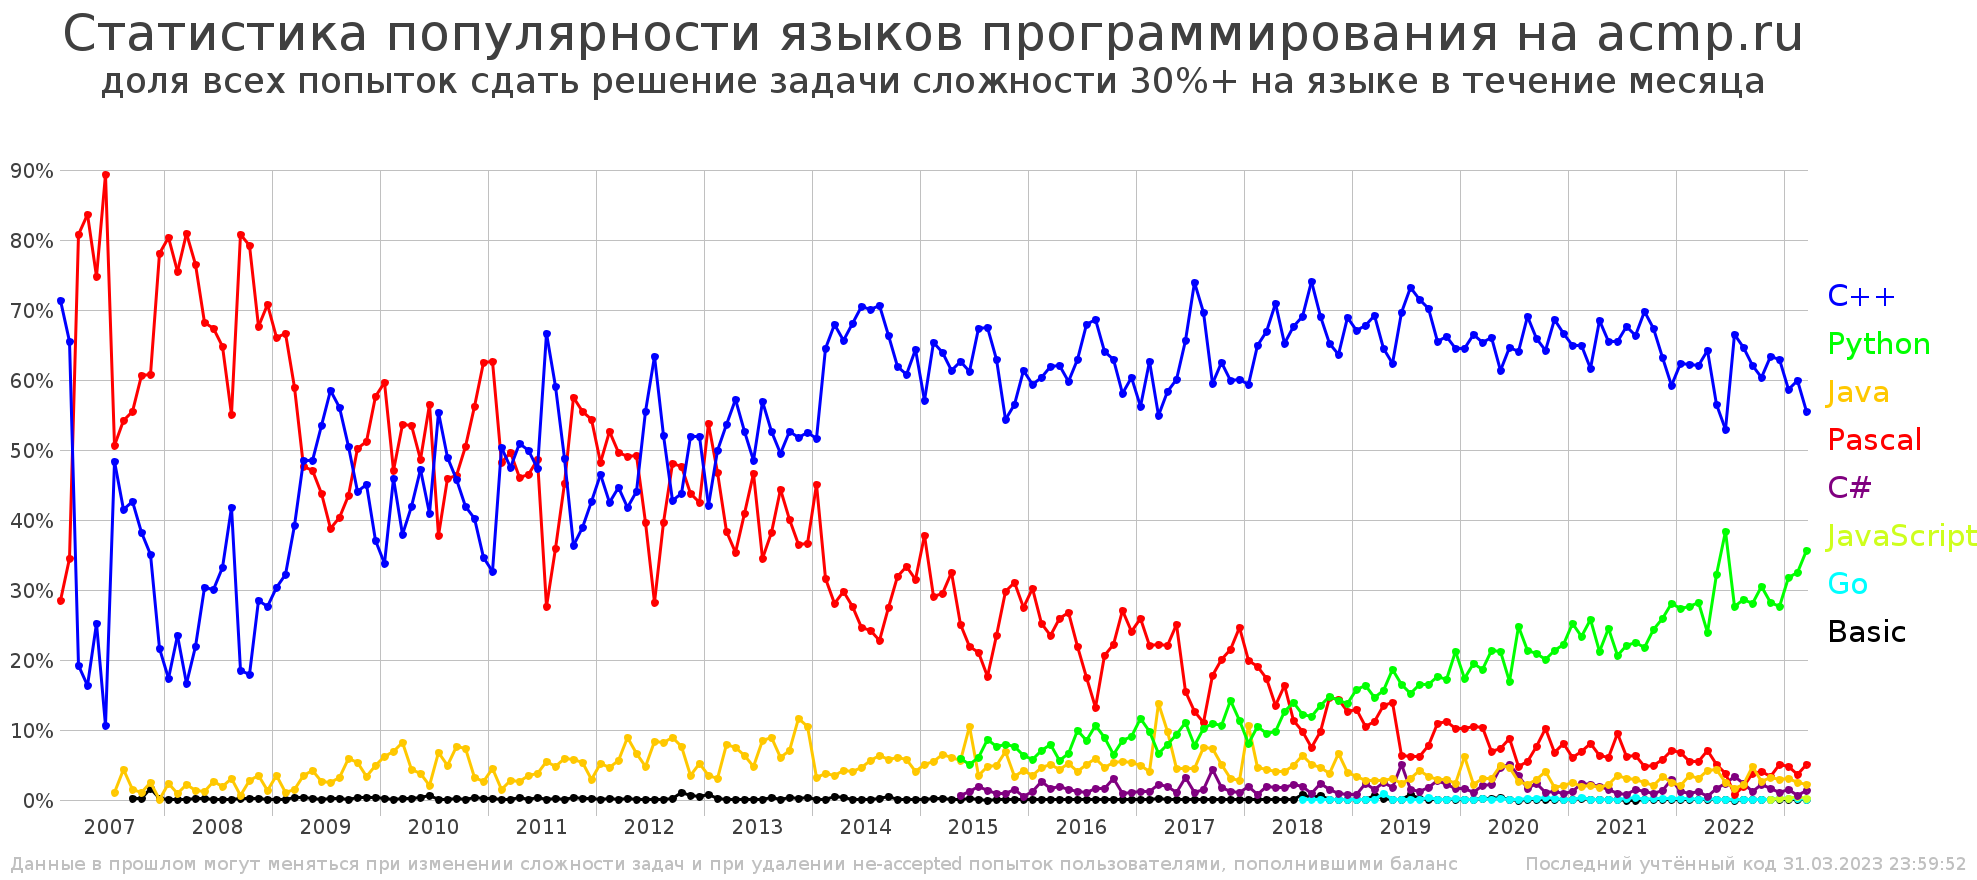 Статистика популярности языков программирования на acmp.ru
доля всех попыток сдать решение задачи сложности 30%+ на языке в течение месяца
90%
80%
70%
60%
50%
40%
30%
20%
10%
0%
C++
Python
Java
Pascal
C#
JavaScript
Go
Basic
2007 2008 2009 2010 2011 2012 2013 2014 2015 2016 2017 2018 2019 2020 2021 2022
Данные в прошлом могут меняться при изменении сложности задач и при удалении не-accepted попыток пользователями, пополнившими баланс Последний учтённый код 31.03.2023 23:59:52